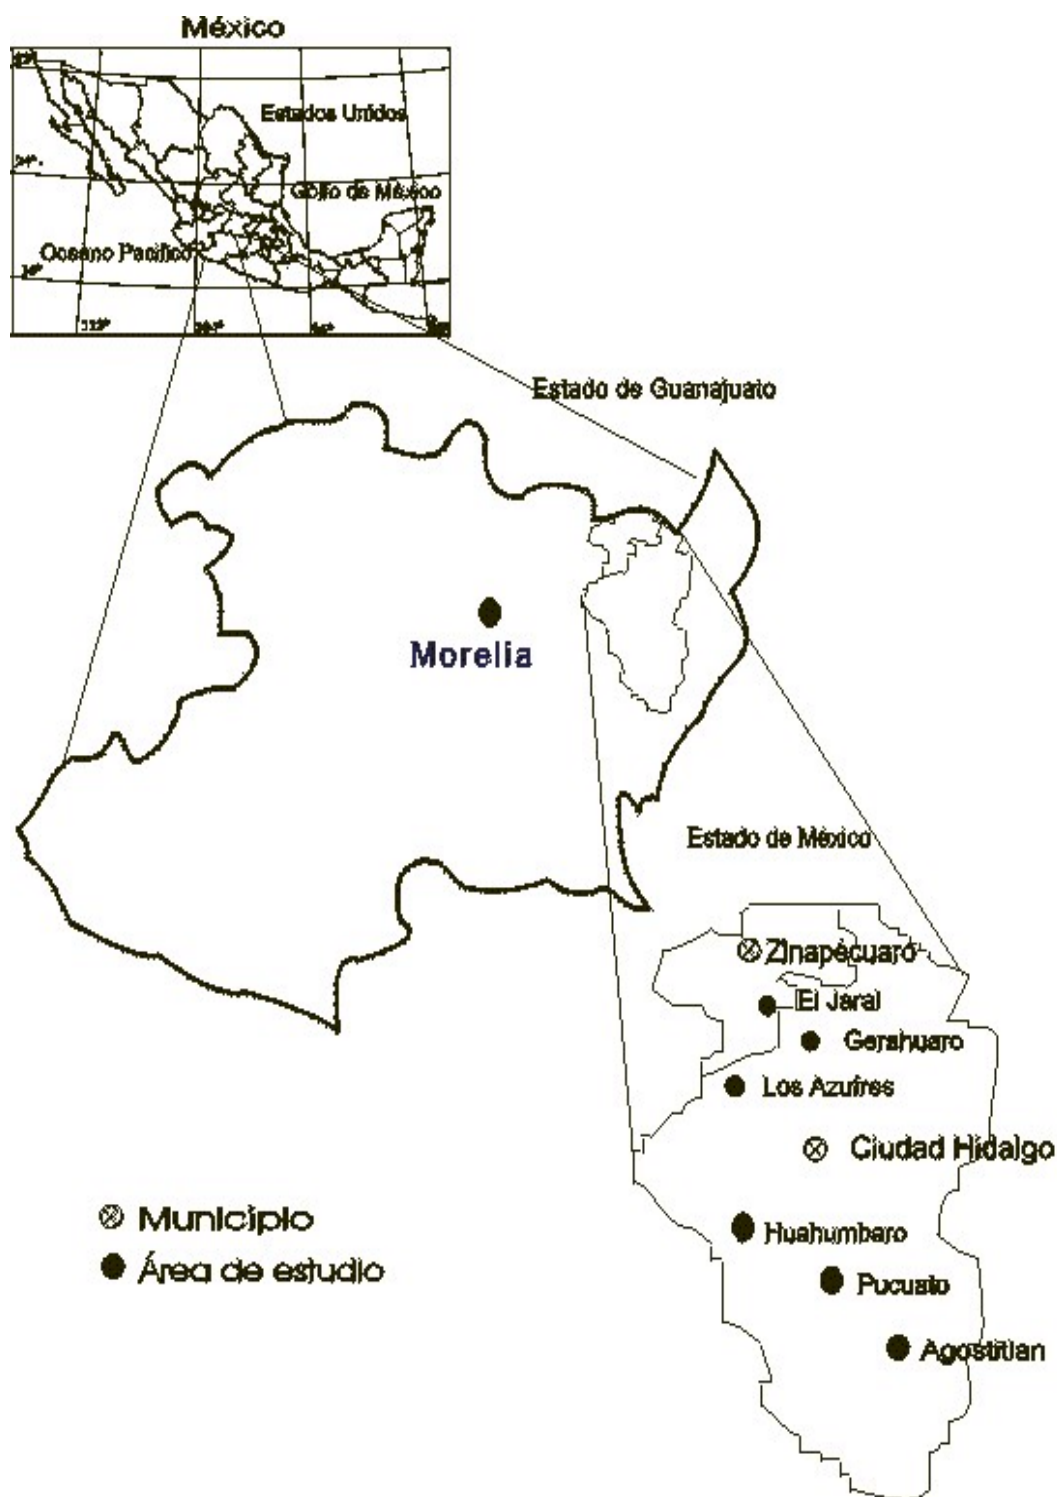 México
Estados Unidos
Golfo de México
Oceano Pacifico
Estado de Guanajuato
Morelia
Estado de México
Zinapécuaro
El Jaral
Gerahuaro
Los Azufres
Ciudad Hidalgo
Municipio
Huahumbaro
Área de estudio
Pucuato
Agostitlan